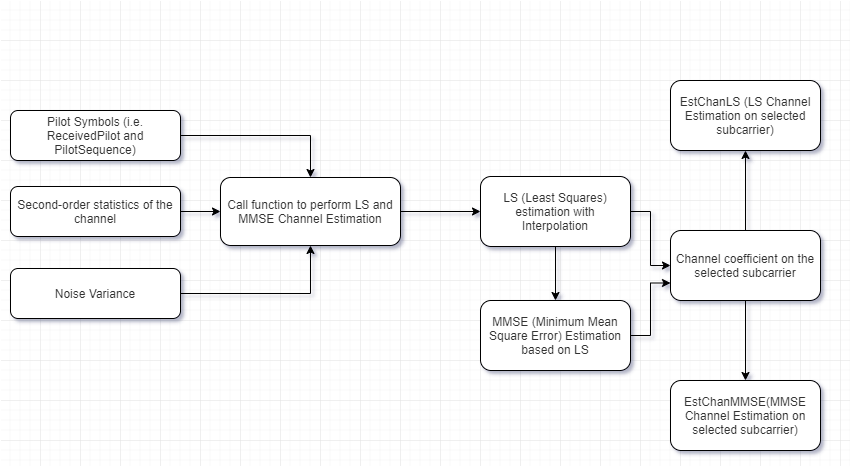 Pilot Symbols (i.e.
ReceivedPilot and
PilotSequence)
Second-order statistics of the
channel
Noise Variance
Call function to perform LS and
MMSE Channel Estimation
LS (Least Squares)
estimation with
Interpolation
MMSE (Minimum Mean
Square Error) Estimation
based on LS
EstChanLS (LS Channel
Estimation on selected
subcarrier)
Channel coefficient on the
selected subcarrier
EstChanMMSE(MMSE
Channel Estimation on
selected subcarrier)